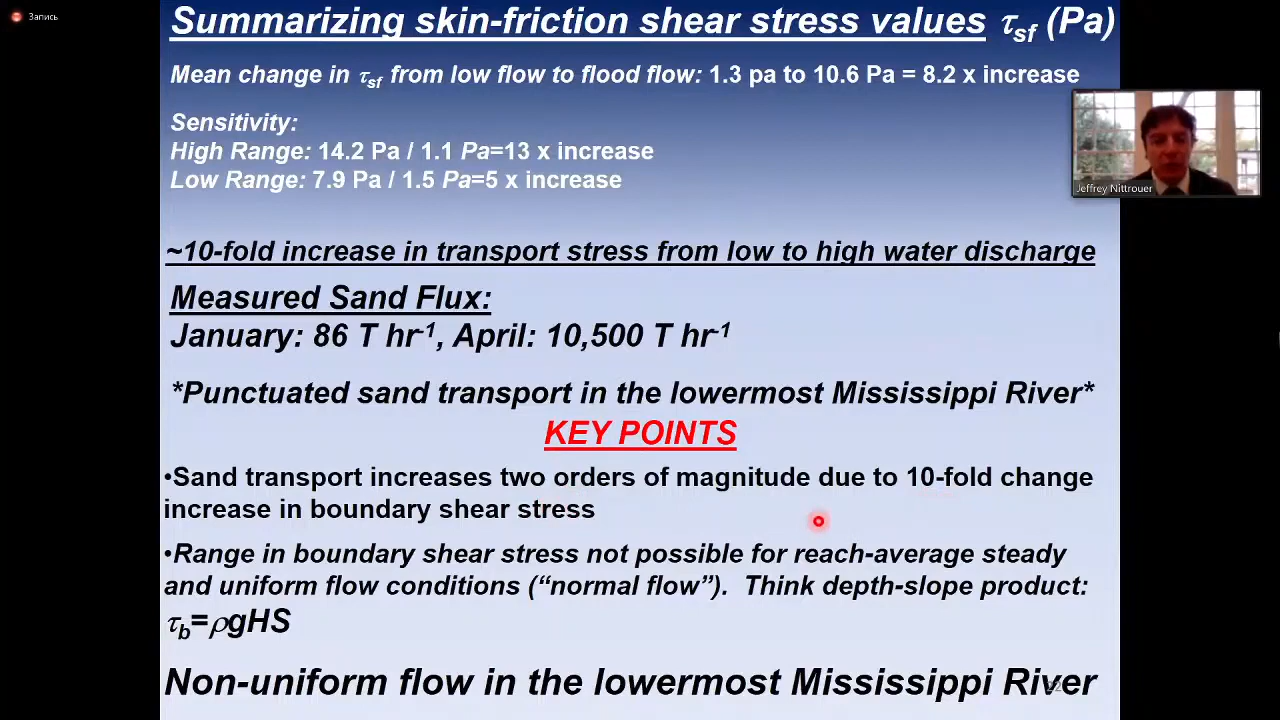 Запись
Summarizing skin-friction shear stress values τsf (Pa)
Mean change in τsf from low flow to flood flow: 1.3 pa to 10.6 Pa = 8.2 x increase
Sensitivity:
High Range: 14.2 Pa / 1.1 Pa=13 x increase
Low Range: 7.9 Pa / 1.5 Pa=5 x increase
Jeffrey Nittrouer
~10-fold increase in transport stress from low to high water discharge
Measured Sand Flux:
January: 86 T hr-1, April: 10,500 T hr-1
*Punctuated sand transport in the lowermost Mississippi River*
KEY POINTS
•Sand transport increases two orders of magnitude due to 10-fold change
increase in boundary shear stress
•Range in boundary shear stress not possible for reach-average steady
and uniform flow conditions (“normal flow”).  Think depth-slope product:
τb=ρgHS
Non-uniform flow in the lowermost Mississippi River
22